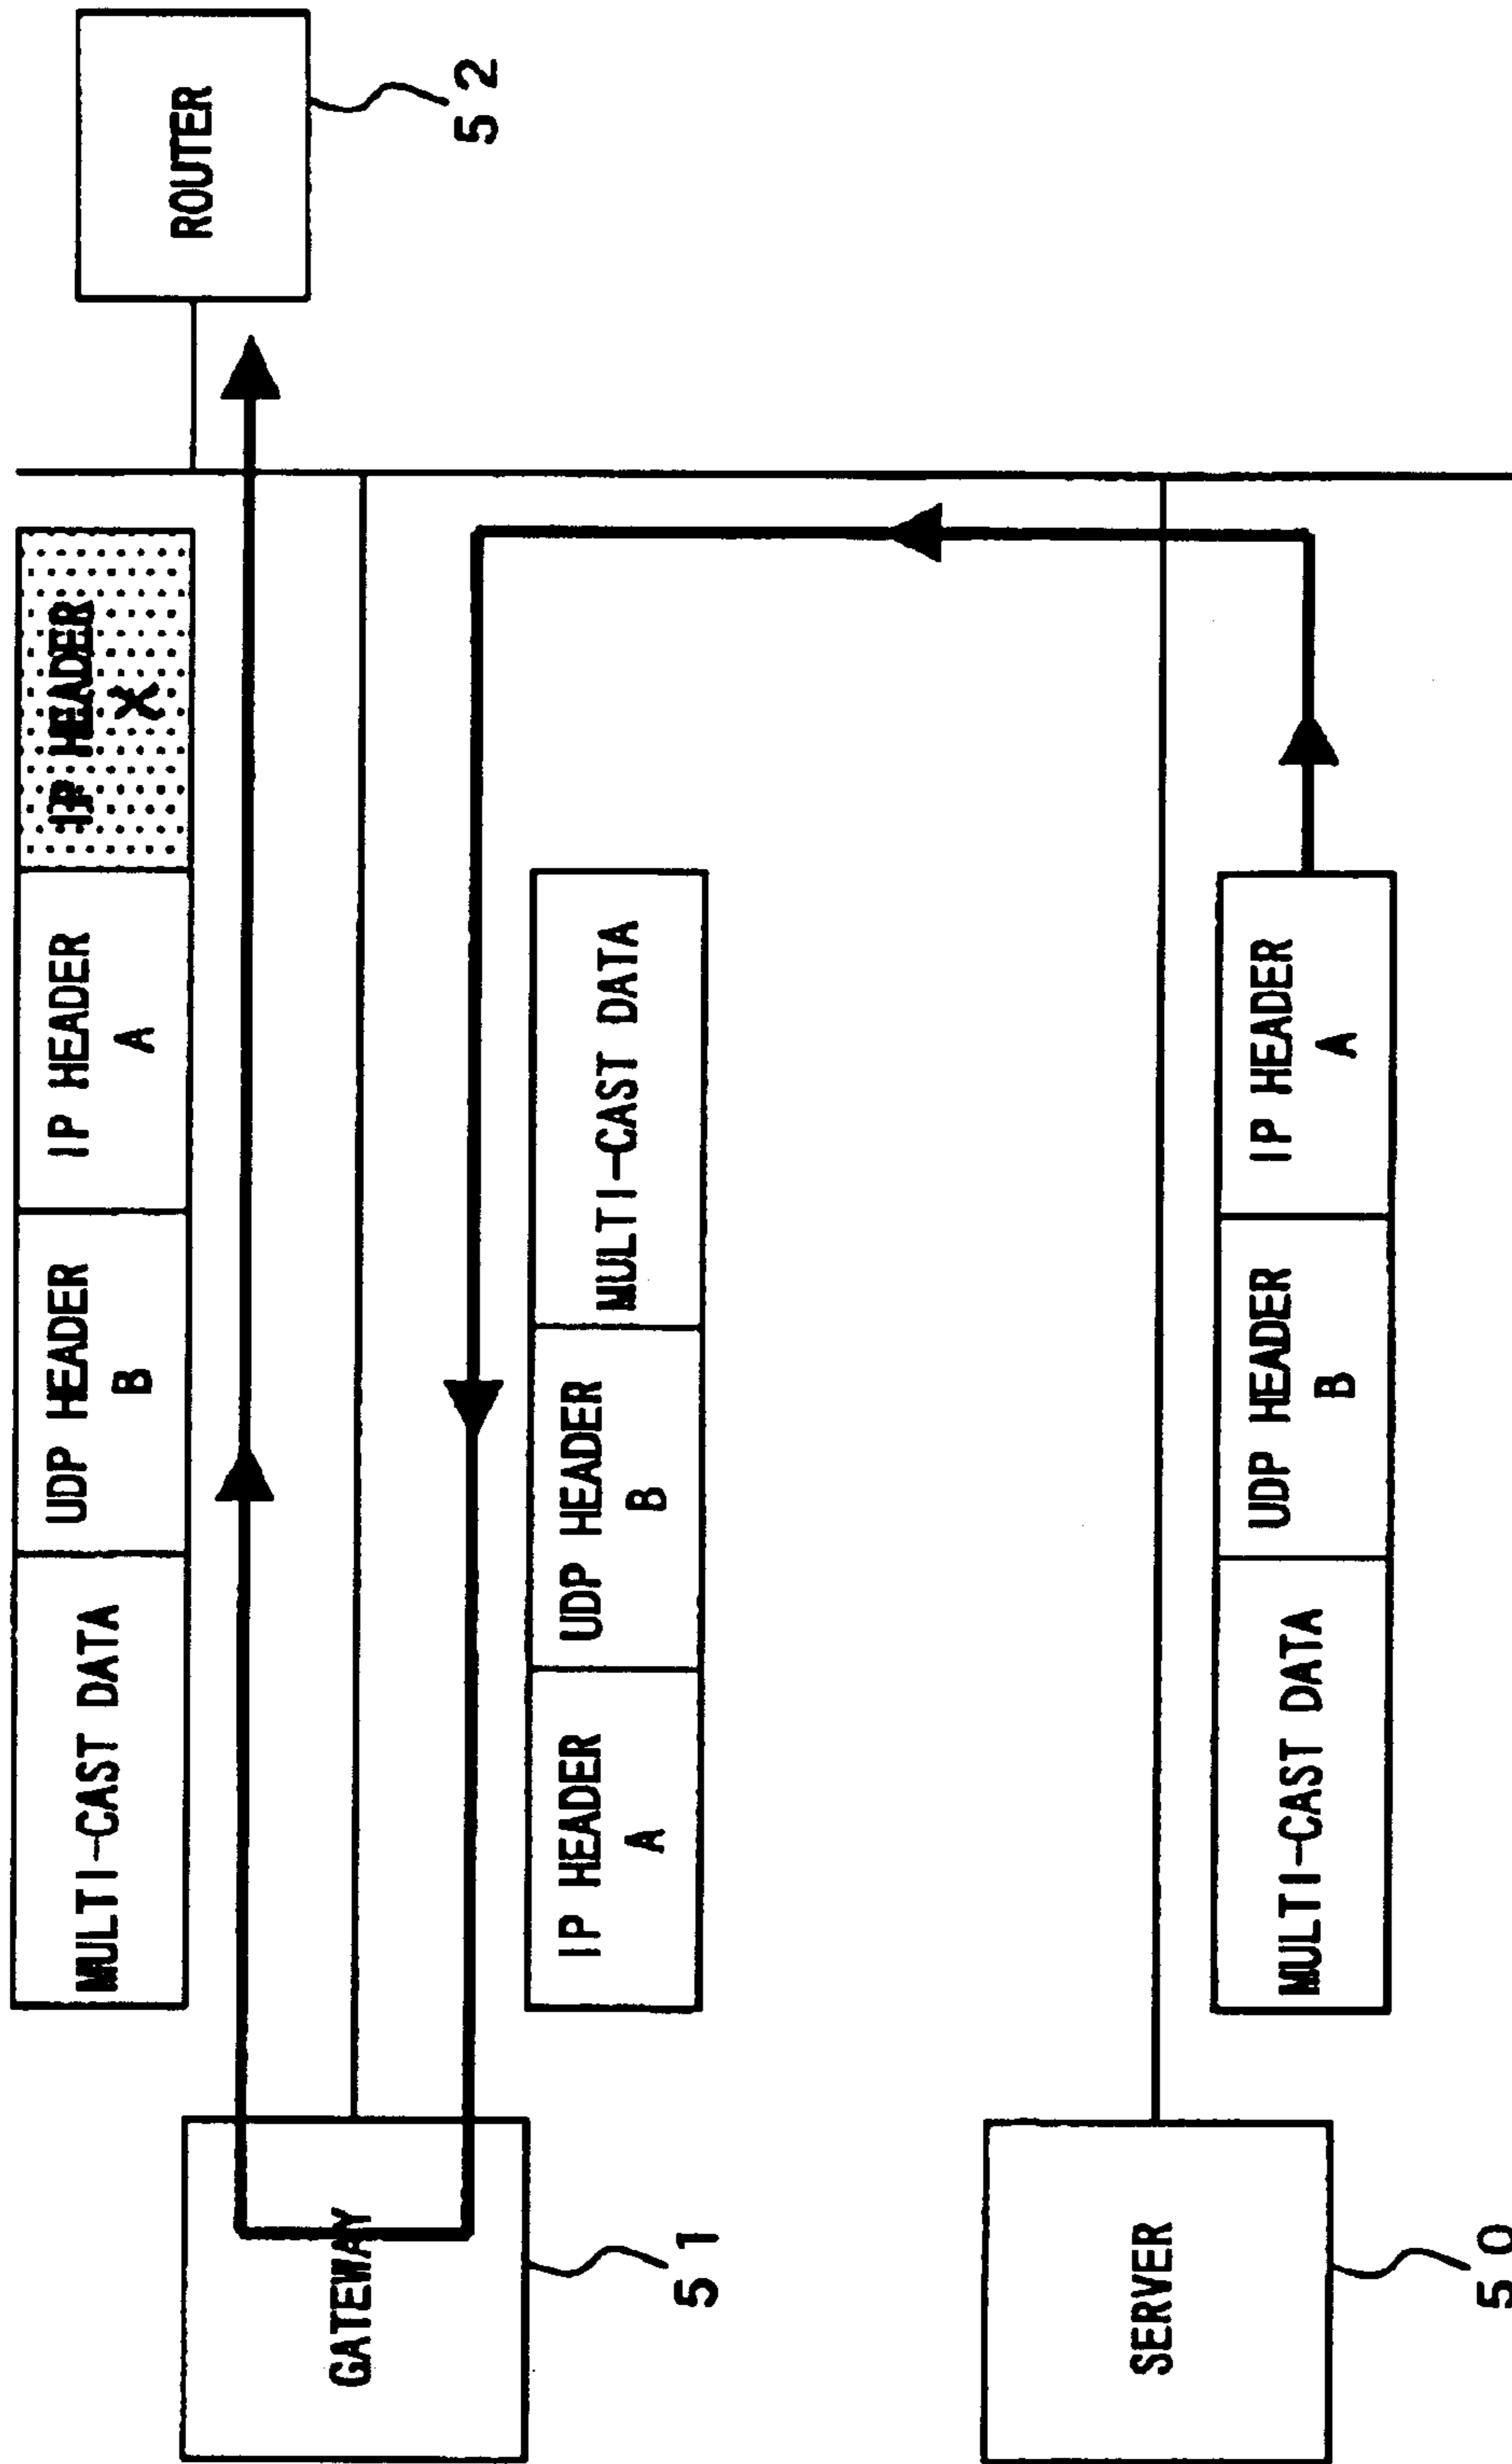 MULTI-CAST DATA
UDP HEADER
B
IP HEADER
A
IP HEADER
X
ROUTER
52
GATEWAY
51
IP HEADER
A
UDP HEADER
B
MULTI-CAST DATA
SERVER
50
MULTI-CAST DATA
UDP HEADER
B
IP HEADER
A